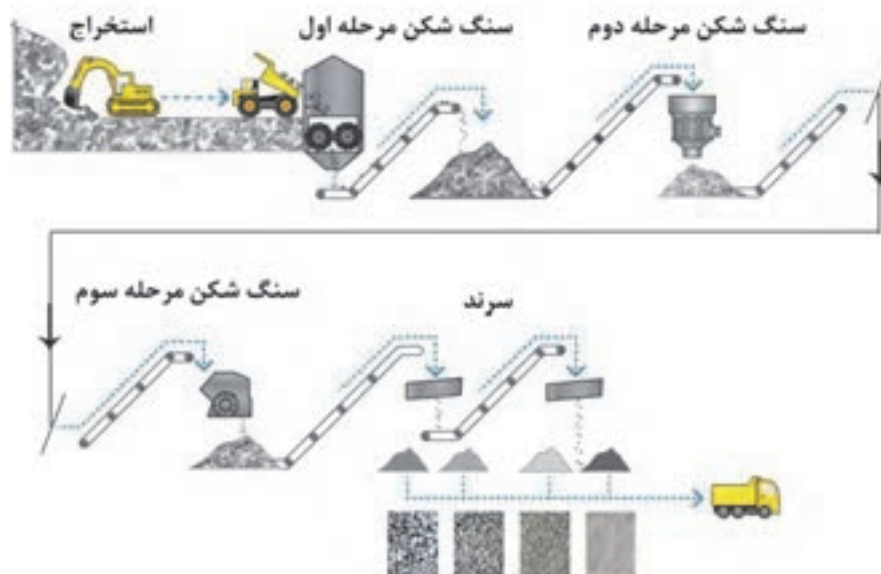 استخراج
سنگ شکن مرحله اول
سنگ شکن مرحله دوم
سنگ شکن مرحله سوم
سرند